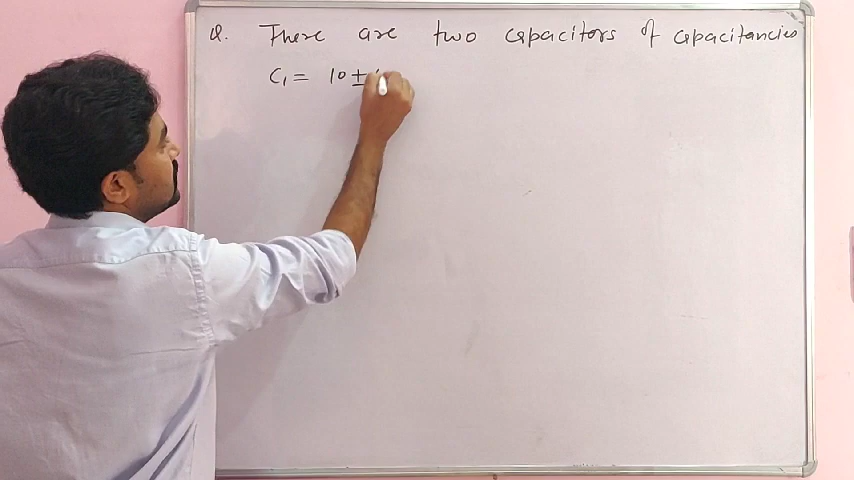 Q. There are two capacitors of capacitancies
C₁ = 10 ±